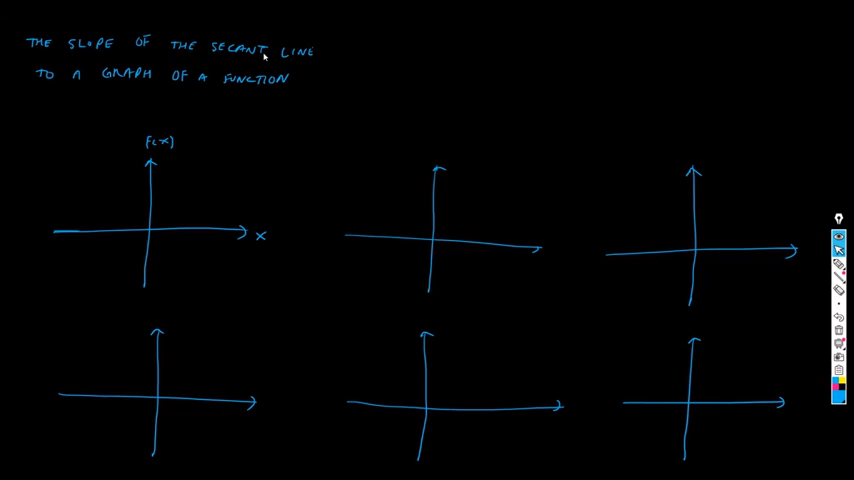 THE SLOPE OF THE SECANT LINE
TO A GRAPH OF A FUNCTION
F(X)
X